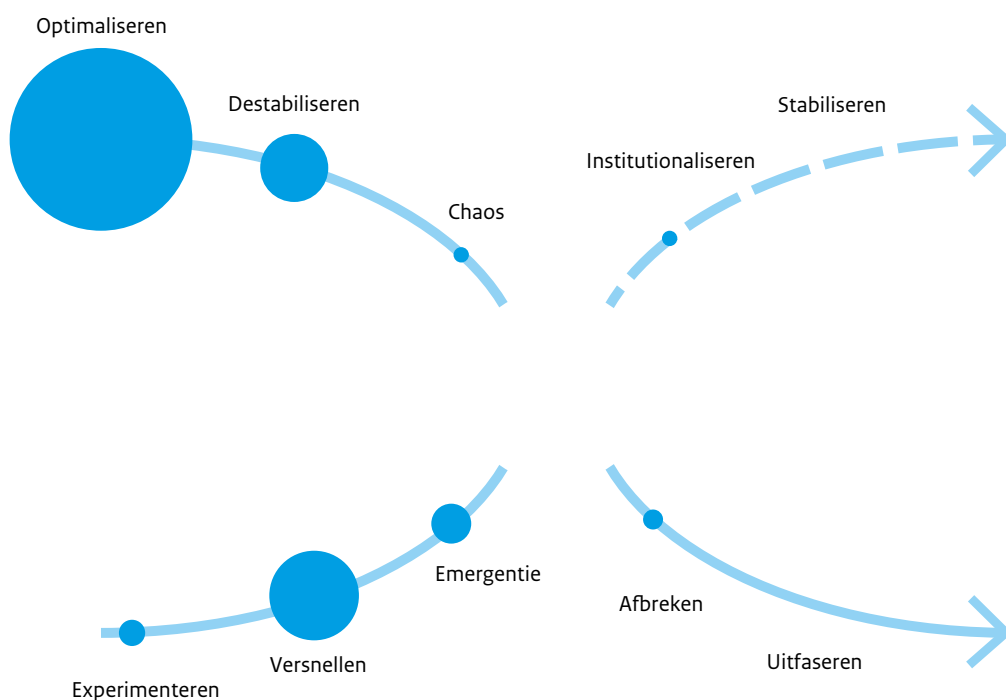 Optimaliseren
Destabiliseren
Stabiliseren
Institutionaliseren
Chaos
Emergentie
Afbreken
Versnellen
Uitfaseren
Experimenteren